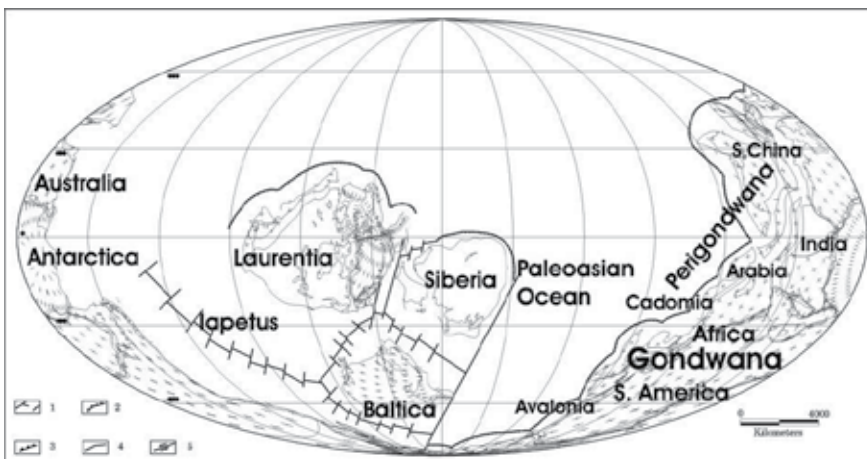 S.China
Australia
Perigondwana
Antarctica
Laurentia
India
Siberia
Paleoasian
Ocean
Arabia
Cadomia
Iapetus
Africa
Gondwana
S. America
Baltica
Avalonia
1
2
3
4
5
0
4000
Kilometers